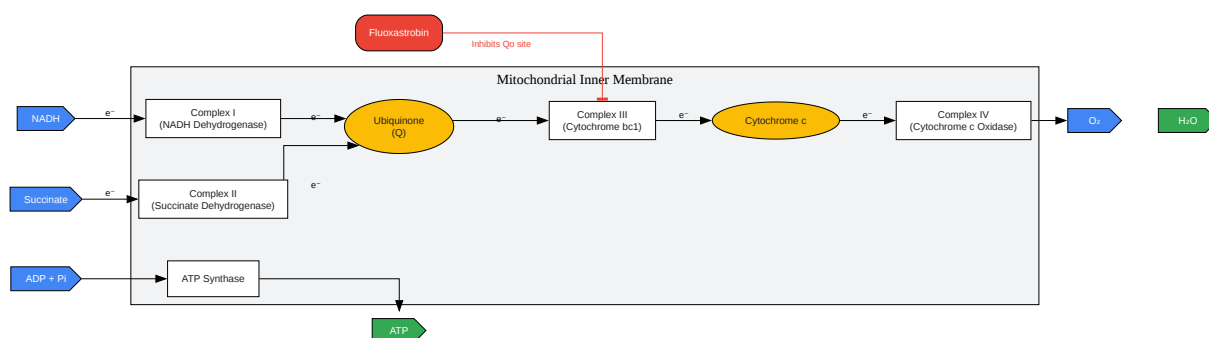 Fluoxastrobin
Inhibits Qo site
Mitochondrial Inner Membrane
NADH
e⁻
Complex I
(NADH Dehydrogenase)
e⁻
Ubiquinone
(Q)
e⁻
Complex III
(Cytochrome bc1)
e⁻
Cytochrome c
e⁻
Complex IV
(Cytochrome c Oxidase)
O₂
H₂O
Succinate
e⁻
Complex II
(Succinate Dehydrogenase)
e⁻
ADP + Pi
ATP Synthase
ATP